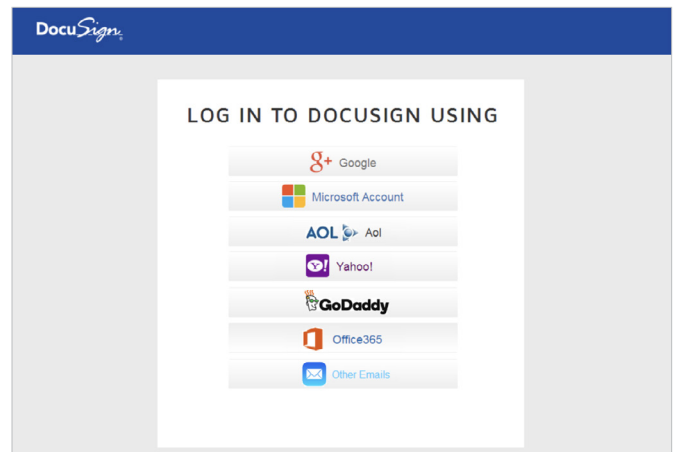 DocuSign
LOG IN TO DOCUSIGN USING
g+ Google
Microsoft Account
AOL Aol
Y! Yahoo!
GoDaddy
Office365
Other Emails